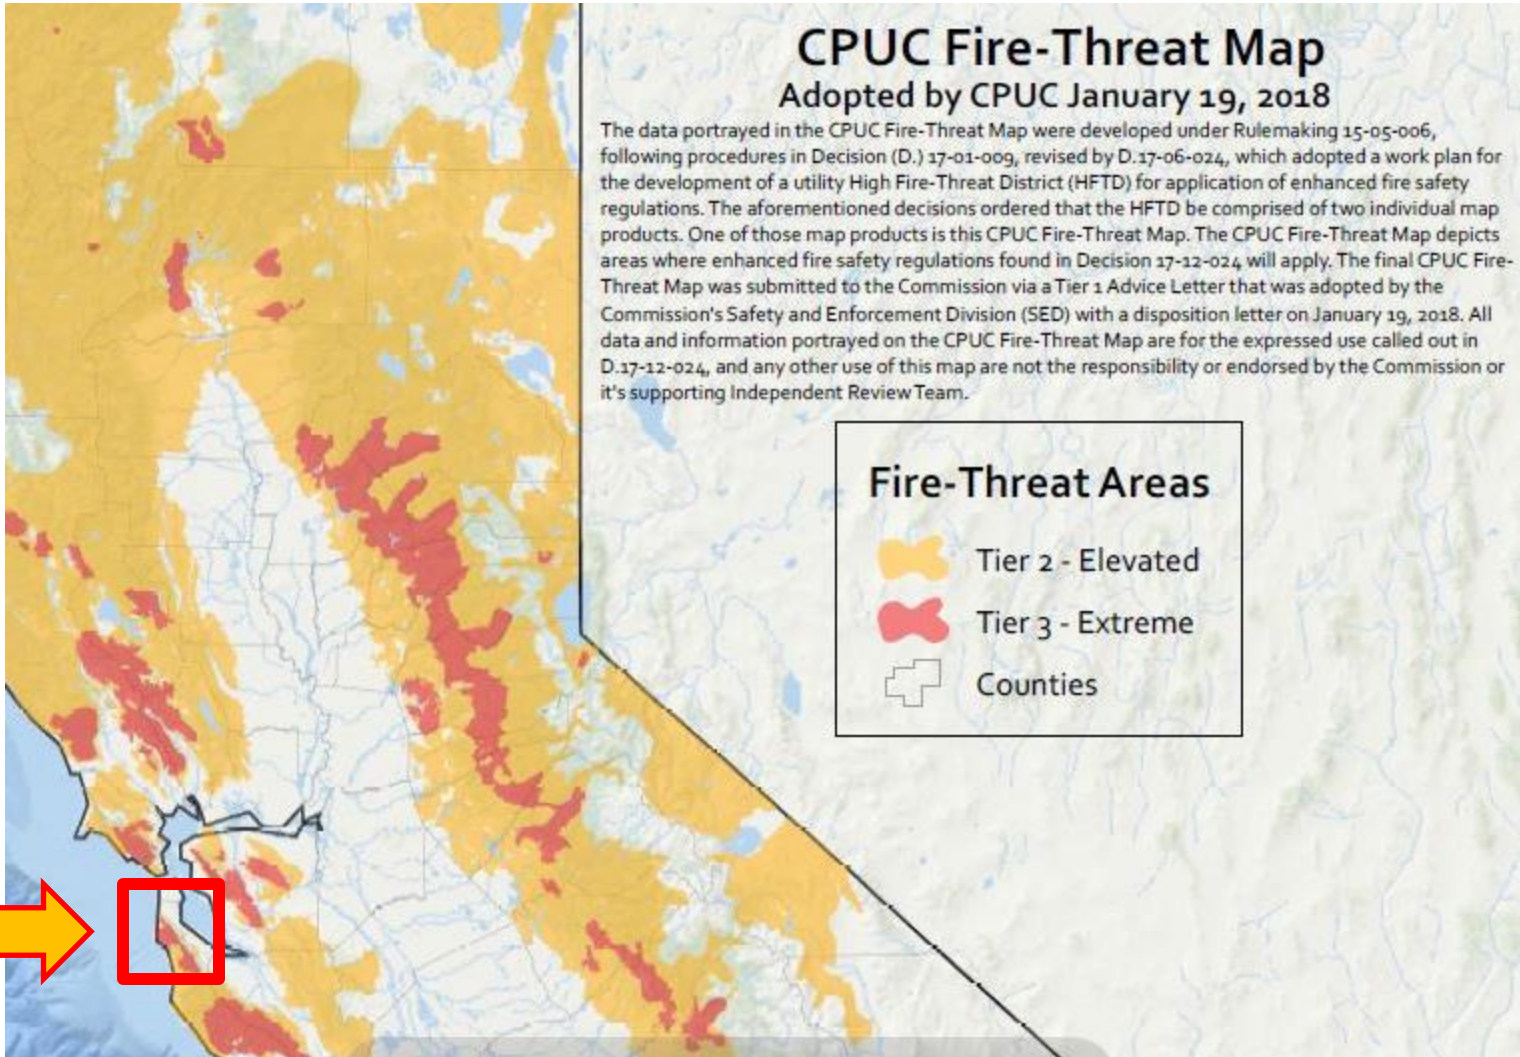 CPUC Fire-Threat Map
Adopted by CPUC January 19, 2018
The data portrayed in the CPUC Fire-Threat Map were developed under Rulemaking 15-05-006,
following procedures in Decision (D.) 17-01-009, revised by D.17-06-024, which adopted a work plan for
the development of a utility High Fire-Threat District (HFTD) for application of enhanced fire safety
regulations. The aforementioned decisions ordered that the HFTD be comprised of two individual map
products. One of those map products is this CPUC Fire-Threat Map. The CPUC Fire-Threat Map depicts
areas where enhanced fire safety regulations found in Decision 17-12-024 will apply. The final CPUC Fire-
Threat Map was submitted to the Commission via a Tier 1 Advice Letter that was adopted by the
Commission's Safety and Enforcement Division (SED) with a disposition letter on January 19, 2018. All
data and information portrayed on the CPUC Fire-Threat Map are for the expressed use called out in
D.17-12-024, and any other use of this map are not the responsibility or endorsed by the Commission or
it's supporting Independent Review Team.
Fire-Threat Areas
Tier 2 - Elevated
Tier 3 - Extreme
Counties